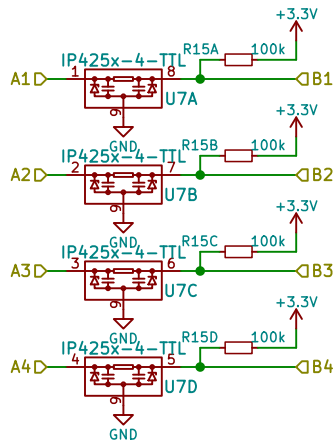 +3.3V
IP425x-4-TTL R15A 100k
A1 1 8 B1
U7A
9
GND
+3.3V
IP425x-4-TTL R15B 100k
A2 2 7 B2
U7B
9
GND
+3.3V
IP425x-4-TTL R15C 100k
A3 3 6 B3
U7C
9
GND
+3.3V
IP425x-4-TTL R15D 100k
A4 4 5 B4
U7D
9
GND